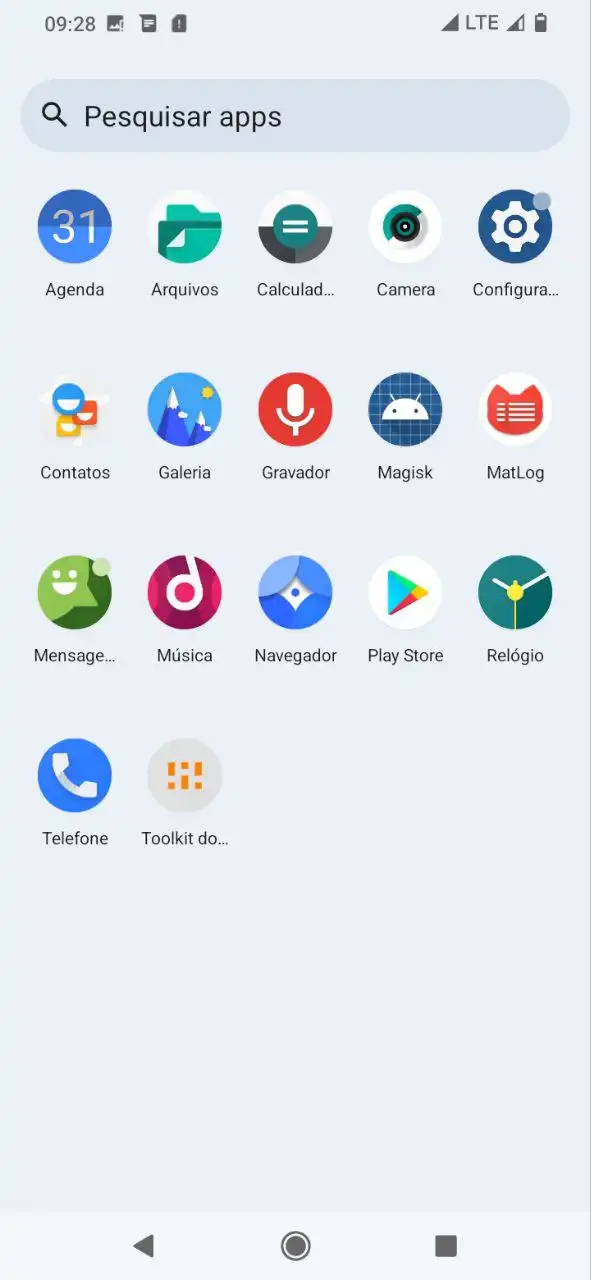 09:28 LTE
Pesquisar apps
31
Agenda Arquivos Calculad... Camera Configura...
Contatos Galeria Gravador Magisk MatLog
Mensage... Música Navegador Play Store Relógio
Telefone Toolkit do...